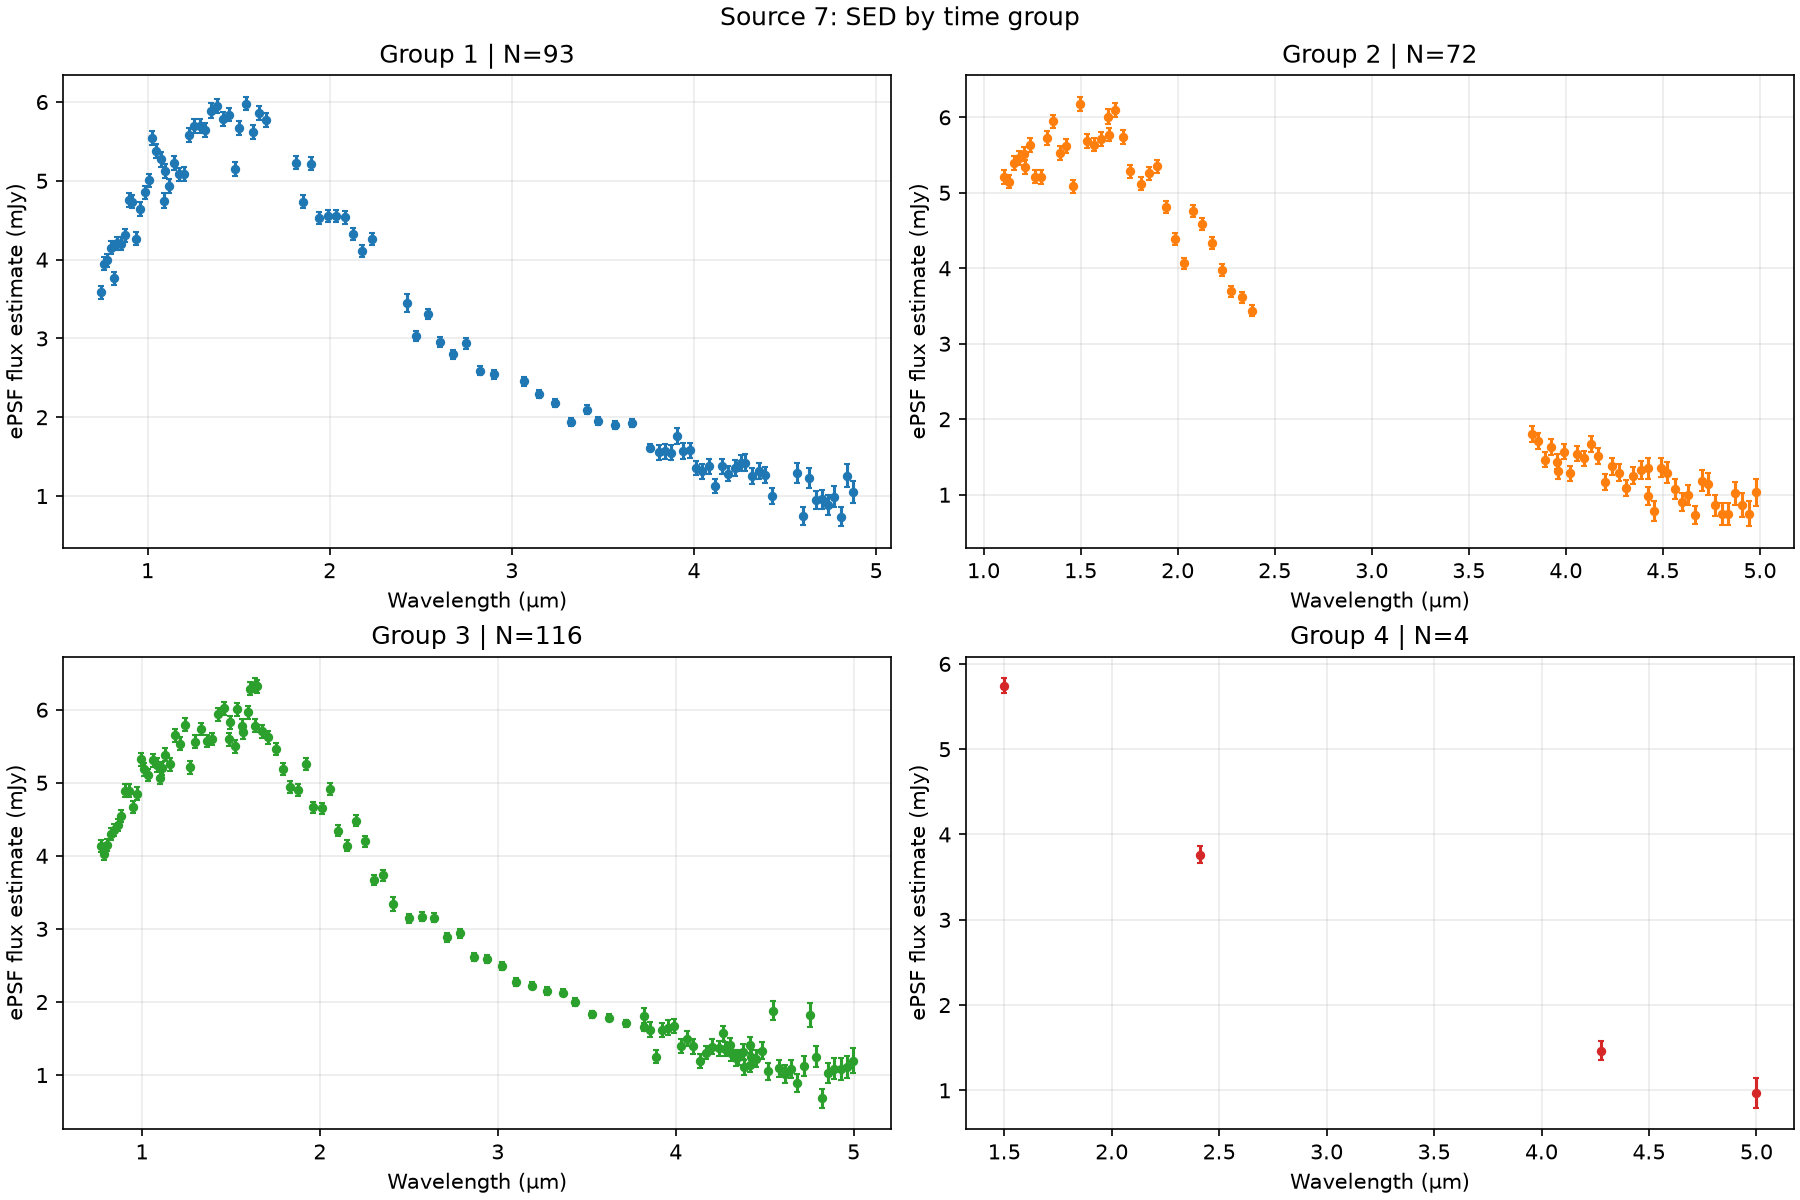 Source 7: SED by time group
Group 1 | N=93
ePSF flux estimate (mJy)
6
5
4
3
2
1
1 2 3 4 5
Wavelength (µm)
Group 2 | N=72
ePSF flux estimate (mJy)
6
5
4
3
2
1
1.0 1.5 2.0 2.5 3.0 3.5 4.0 4.5 5.0
Wavelength (µm)
Group 3 | N=116
ePSF flux estimate (mJy)
6
5
4
3
2
1
1 2 3 4 5
Wavelength (µm)
Group 4 | N=4
ePSF flux estimate (mJy)
6
5
4
3
2
1
1.5 2.0 2.5 3.0 3.5 4.0 4.5 5.0
Wavelength (µm)